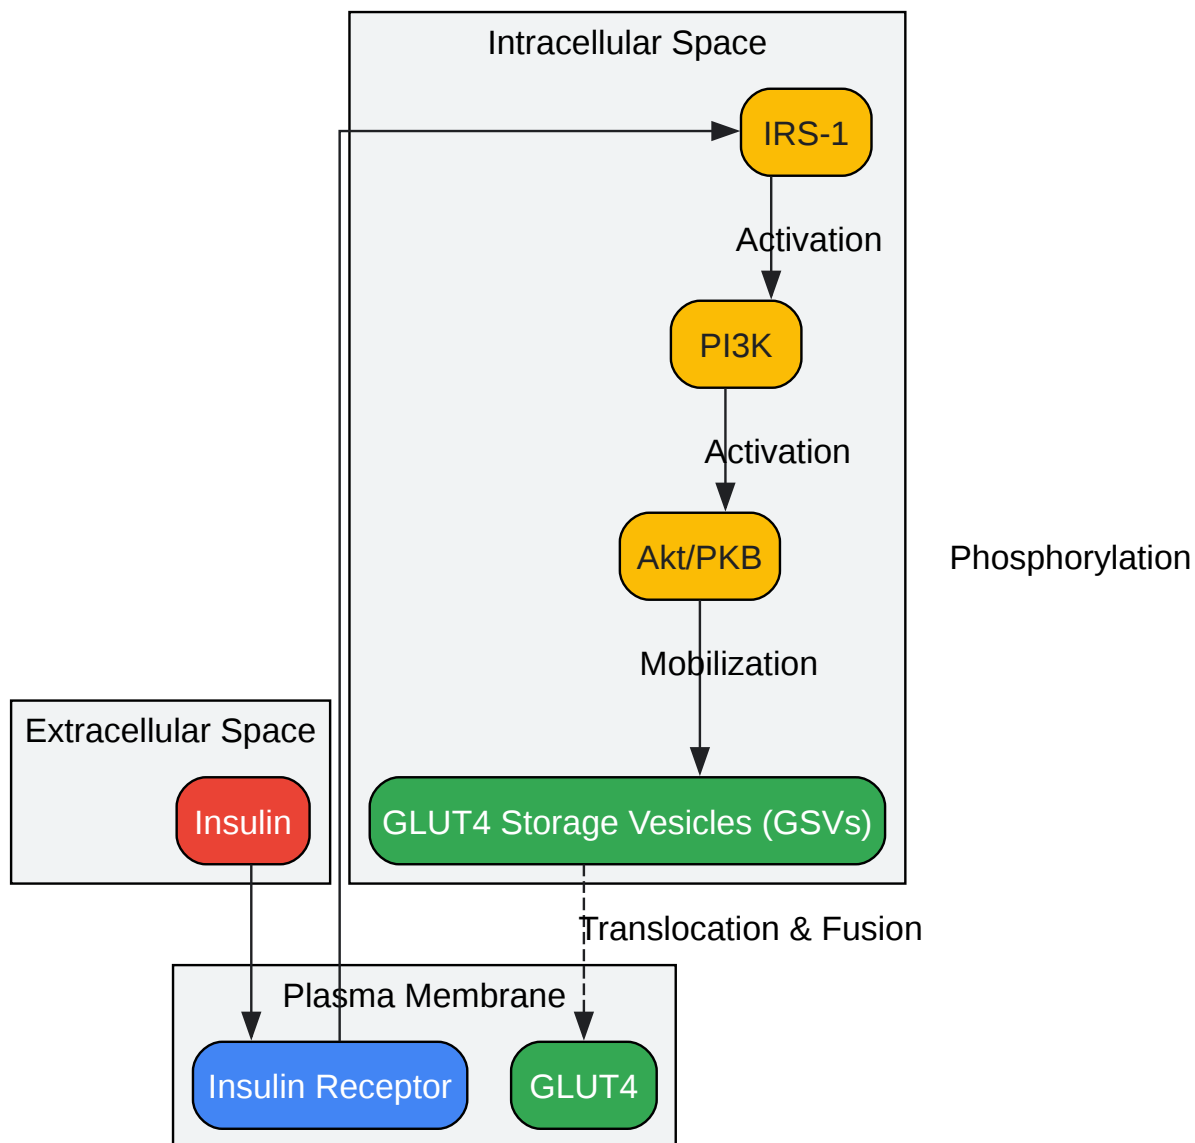 Intracellular Space
IRS-1
Activation
PI3K
Activation
Akt/PKB
Phosphorylation
Mobilization
Extracellular Space
Insulin
GLUT4 Storage Vesicles (GSVs)
Translocation & Fusion
Plasma Membrane
Insulin Receptor
GLUT4